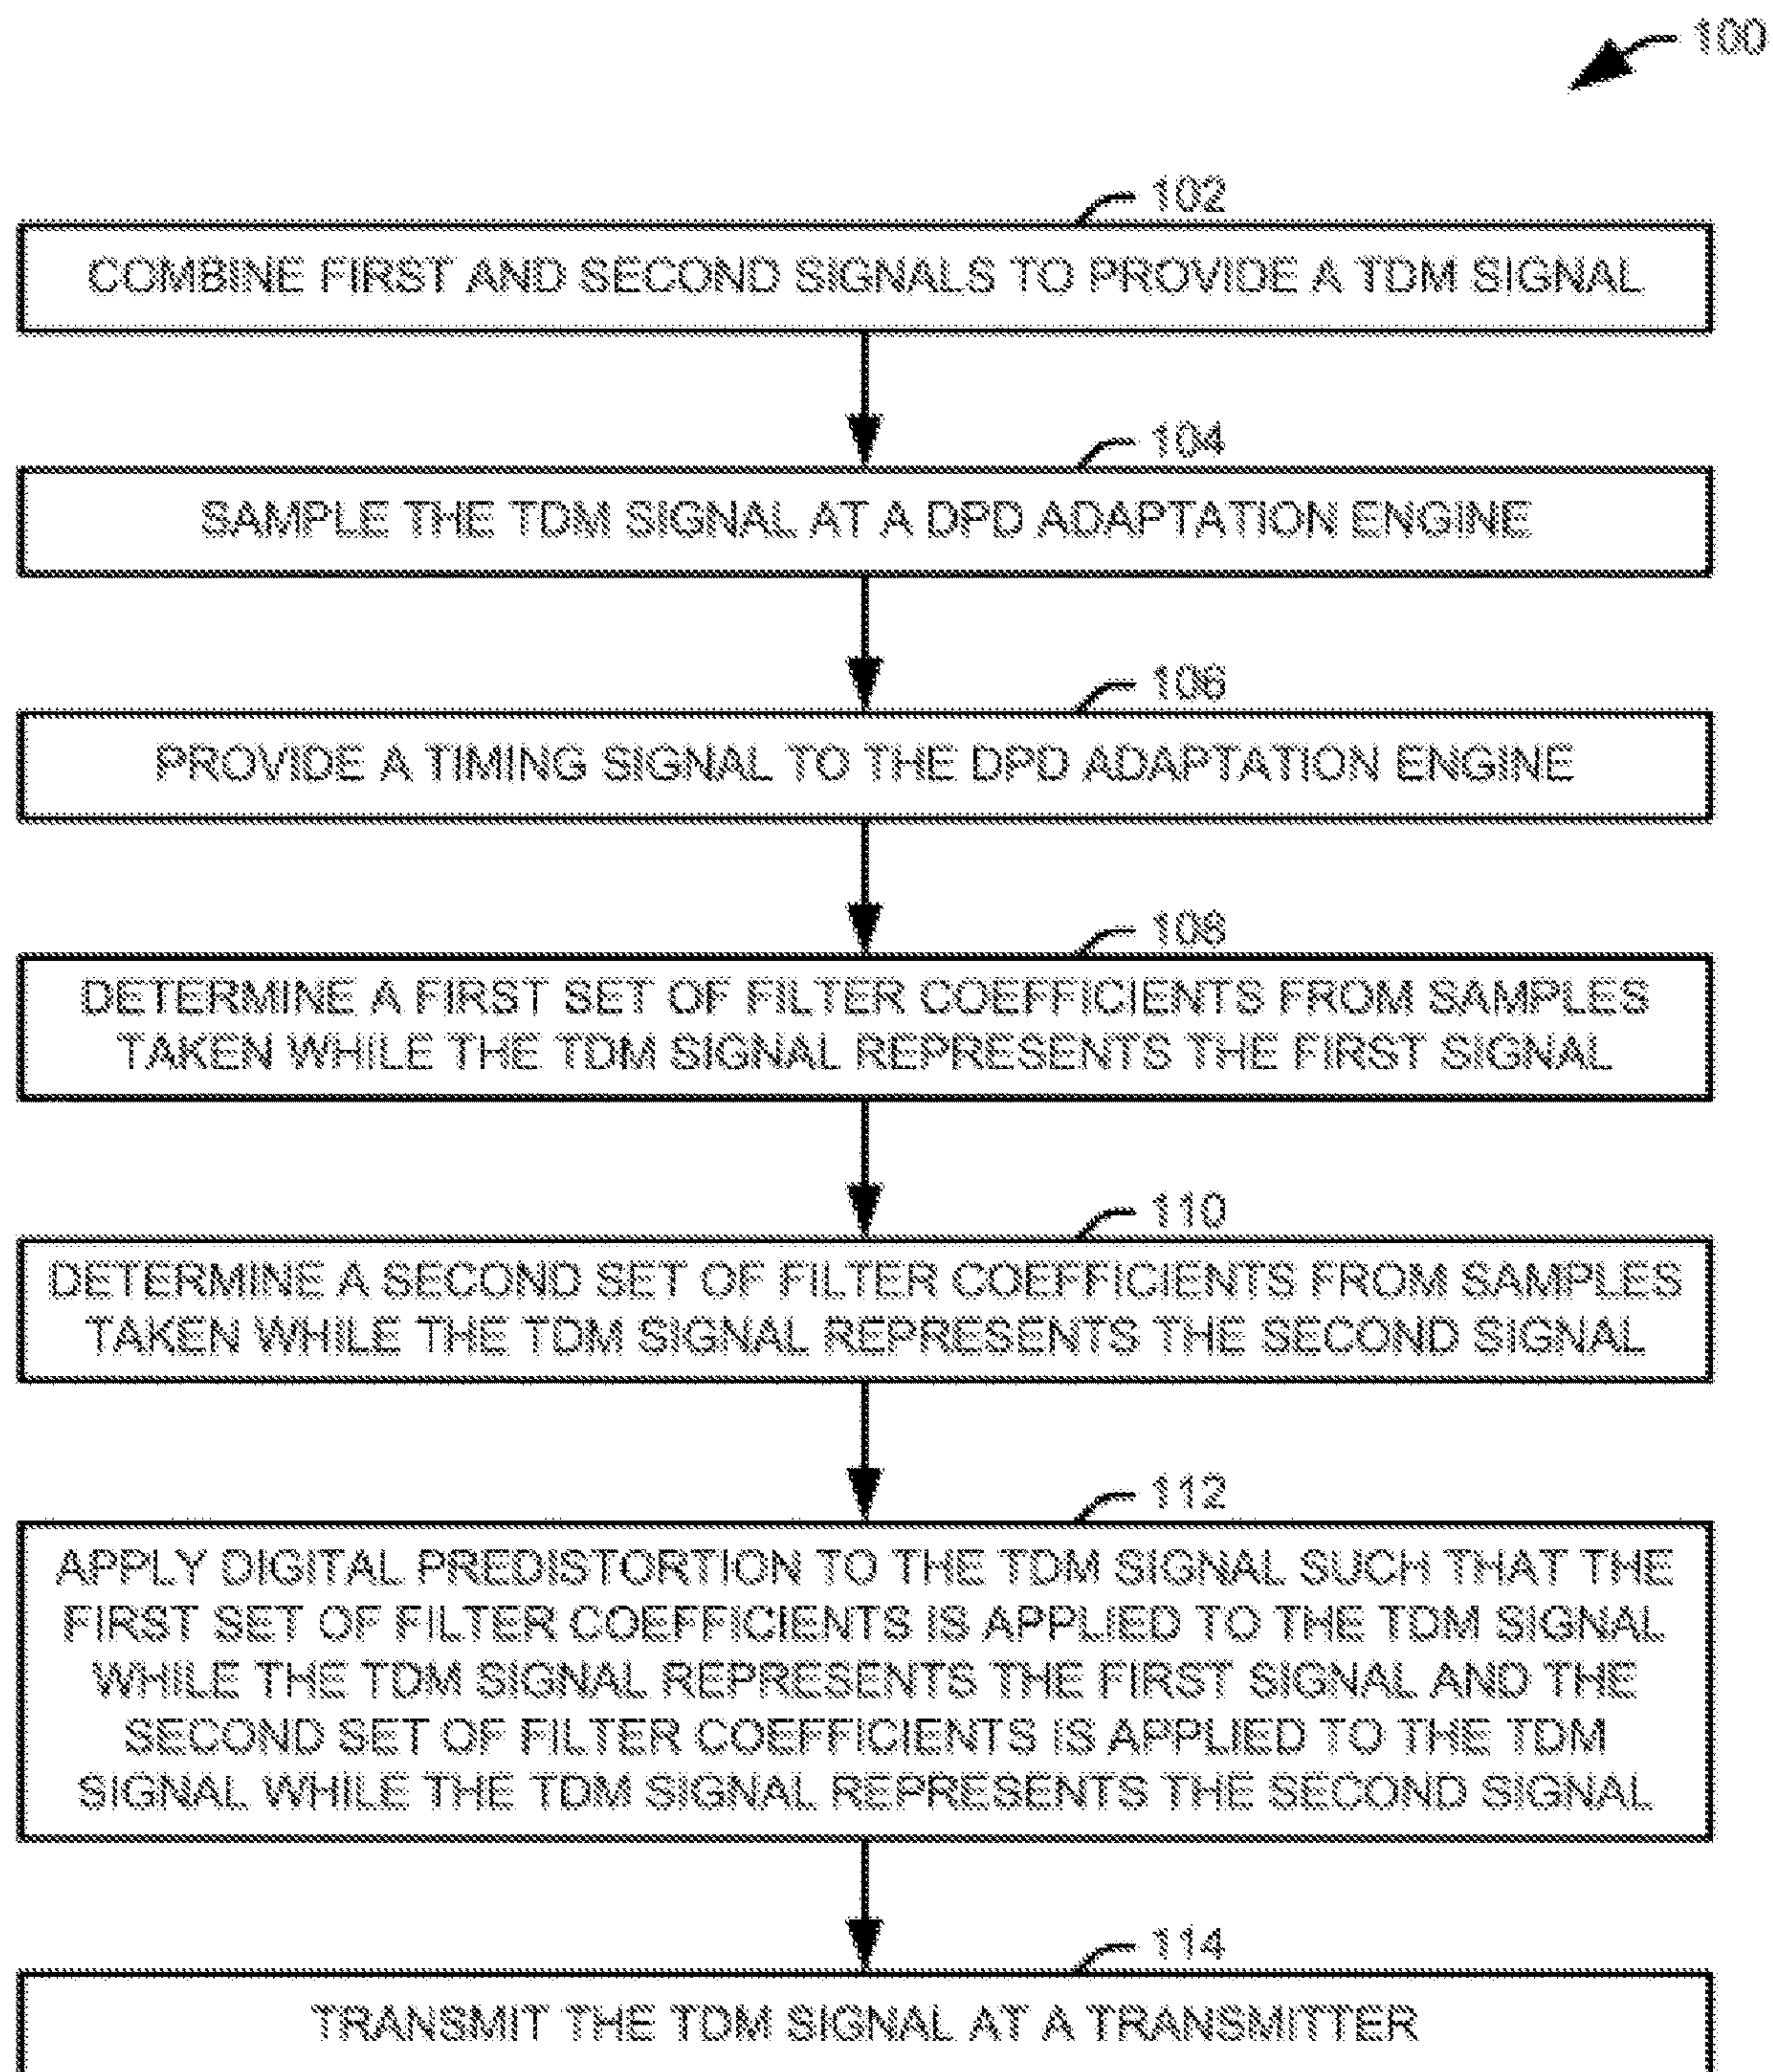 100
102
COMBINE FIRST AND SECOND SIGNALS TO PROVIDE A TDM SIGNAL
104
SAMPLE THE TDM SIGNAL AT A DPD ADAPTATION ENGINE
106
PROVIDE A TIMING SIGNAL TO THE DPD ADAPTATION ENGINE
108
DETERMINE A FIRST SET OF FILTER COEFFICIENTS FROM SAMPLES
TAKEN WHILE THE TDM SIGNAL REPRESENTS THE FIRST SIGNAL
110
DETERMINE A SECOND SET OF FILTER COEFFICIENTS FROM SAMPLES
TAKEN WHILE THE TDM SIGNAL REPRESENTS THE SECOND SIGNAL
112
APPLY DIGITAL PREDISTORTION TO THE TDM SIGNAL SUCH THAT THE
FIRST SET OF FILTER COEFFICIENTS IS APPLIED TO THE TDM SIGNAL
WHILE THE TDM SIGNAL REPRESENTS THE FIRST SIGNAL AND THE
SECOND SET OF FILTER COEFFICIENTS IS APPLIED TO THE TDM
SIGNAL WHILE THE TDM SIGNAL REPRESENTS THE SECOND SIGNAL
114
TRANSMIT THE TDM SIGNAL AT A TRANSMITTER